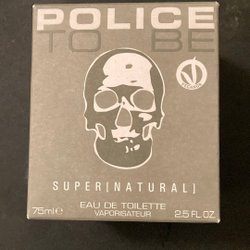 POLICE
TO BE
SUPER[NATURAL]
EAU DE TOILETTE
75ml e VAPORISATEUR 2.5 FL OZ